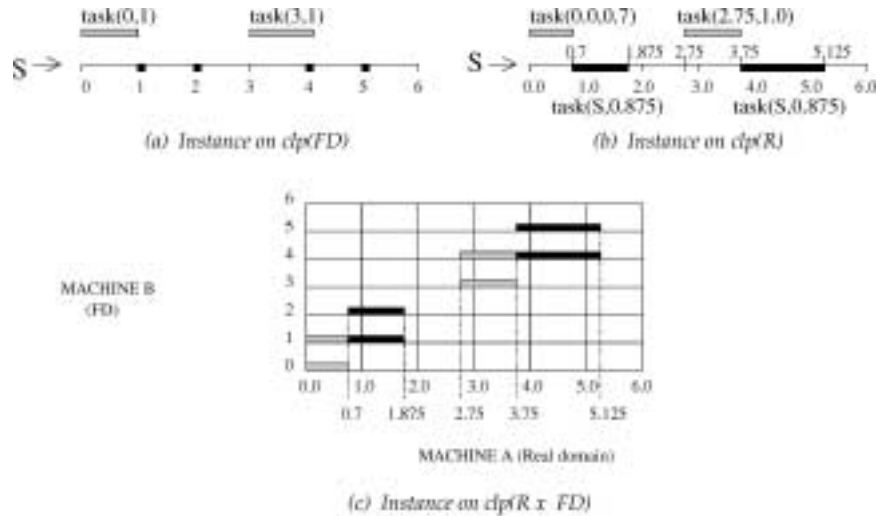 task(0,1)
task(3,1)
S
0 1 2 3 4 5 6
(a) Instance on clp(FD)
task(0.0,0.7)
task(2.75,1.0)
0.7 1.875 2.75 3.75 5.125
S
0.0 1.0 2.0 3.0 4.0 5.0 6.0
task(S,0.875)
task(S,0.875)
(b) Instance on clp(R)
6
5
4
3
2
1
0
MACHINE B
(FD)
0.0 1.0 2.0 3.0 4.0 5.0 6.0
0.7 1.875 2.75 3.75 5.125
MACHINE A (Real domain)
(c) Instance on clp(R x FD)